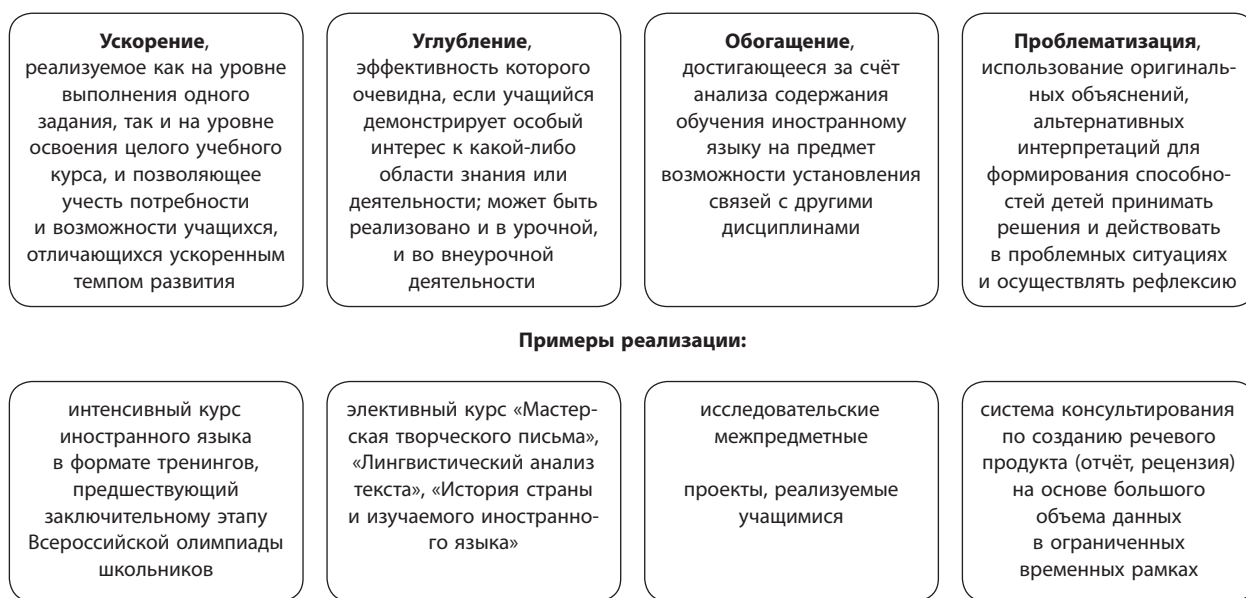 Ускорение,
реализуемое как на уровне
выполнения одного
задания, так и на уровне
освоения целого учебного
курса, и позволяющее
учесть потребности
и возможности учащихся,
отличающихся ускоренным
темпом развития
Углубление,
эффективность которого
очевидна, если учащийся
демонстрирует особый
интерес к какой-либо
области знания или
деятельности; может быть
реализовано и в урочной,
и во внеурочной
деятельности
Обогащение,
достигающееся за счёт
анализа содержания
обучения иностранному
языку на предмет
возможности установления
связей с другими
дисциплинами
Проблематизация,
использование оригиналь-
ных объяснений,
альтернативных
интерпретаций для
формирования способно-
стей детей принимать
решения и действовать
в проблемных ситуациях
и осуществлять рефлексию
Примеры реализации:
интенсивный курс
иностранного языка
в формате тренингов,
предшествующий
заключительному этапу
Всероссийской олимпиады
школьников
элективный курс «Мастер-
ская творческого письма»,
«Лингвистический анализ
текста», «История страны
и изучаемого иностранно-
го языка»
исследовательские
межпредметные
проекты, реализуемые
учащимися
система консультирования
по созданию речевого
продукта (отчёт, рецензия)
на основе большого
объема данных
в ограниченных
временных рамках